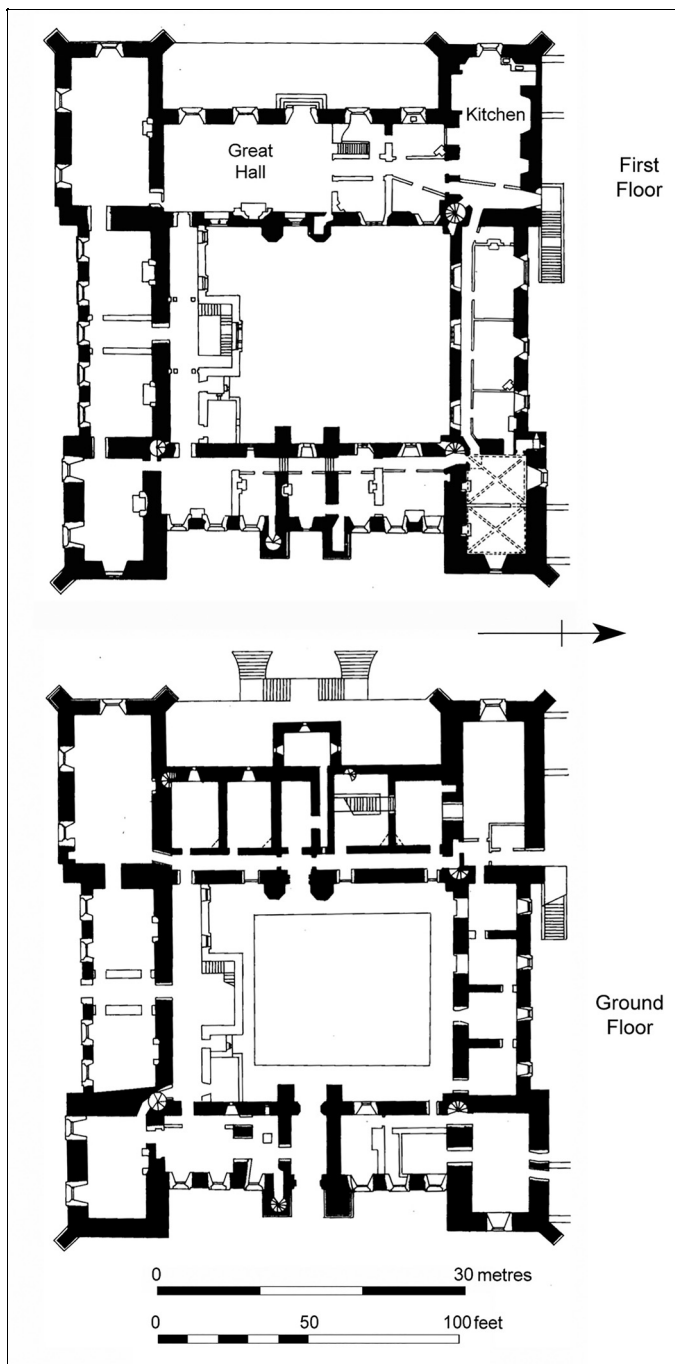 Kitchen
Great
Hall
First
Floor
Ground
Floor
0 30 metres
0 50 100 feet